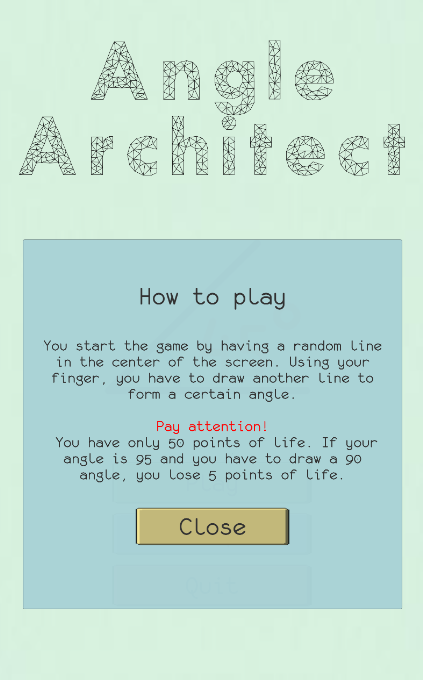 Angle
Architect
How to play
You start the game by having a random line
in the center of the screen. Using your
finger, you have to draw another line to
form a certain angle.
Pay attention!
You have only 50 points of life. If your
angle is 95 and you have to draw a 90
angle, you lose 5 points of life.
Close
Quit